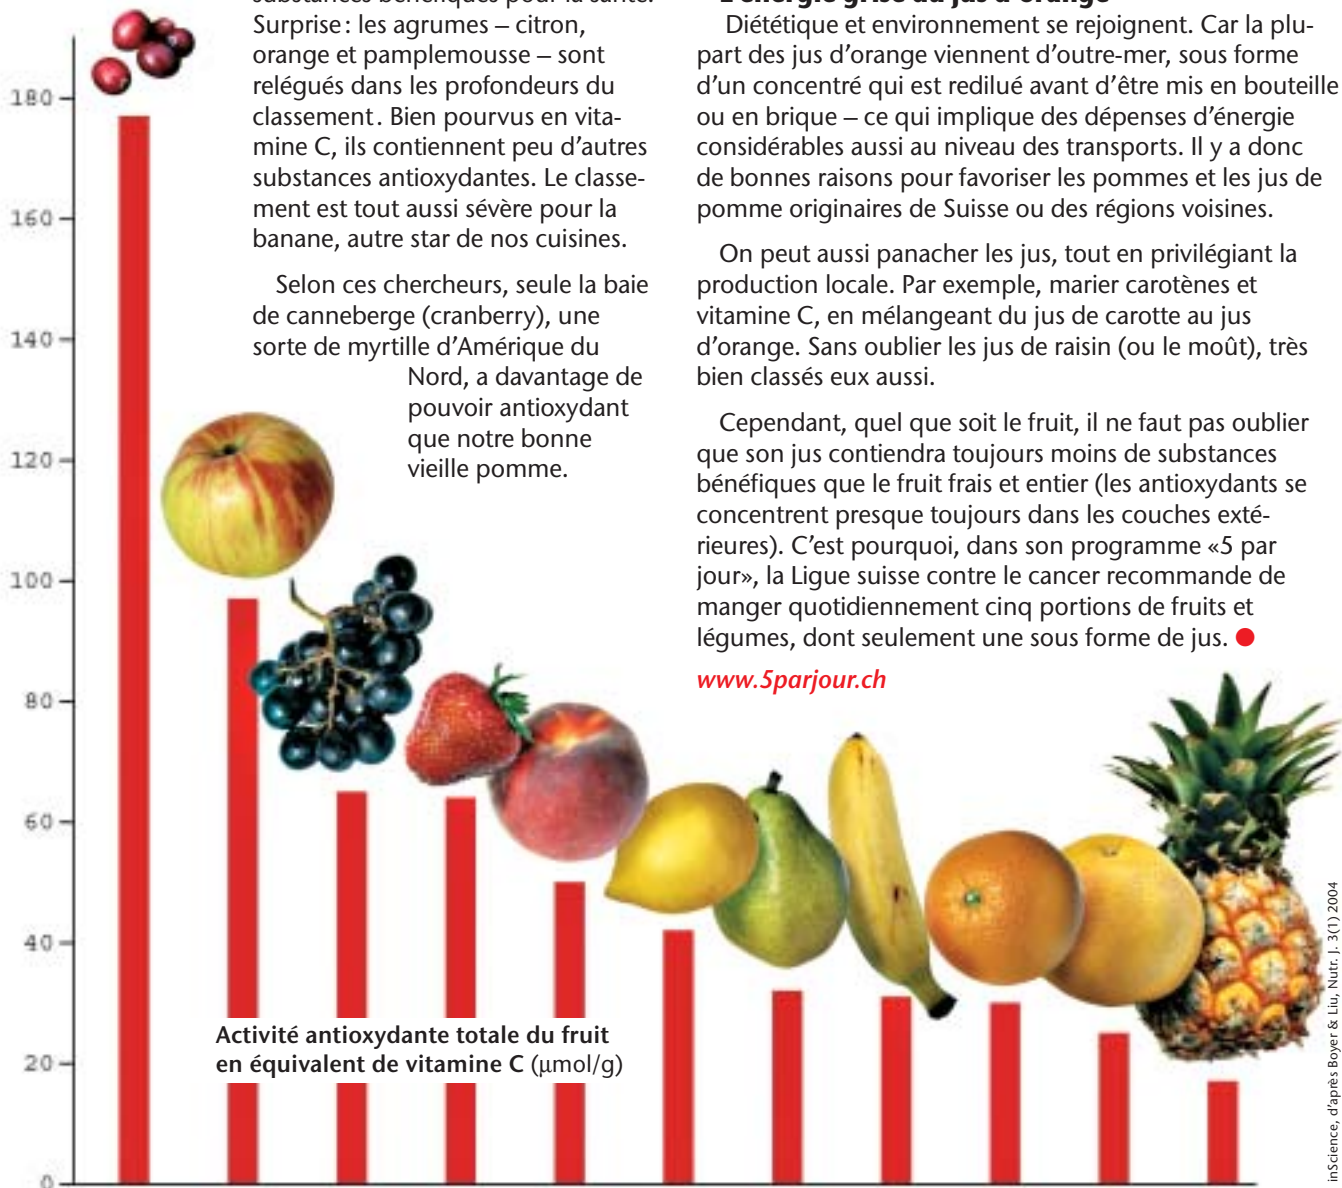 substances bénéfiques pour la santé.
Surprise : les agrumes – citron,
orange et pamplemousse – sont
relégués dans les profondeurs du
classement. Bien pourvus en vita-
mine C, ils contiennent peu d’autres
substances antioxydantes. Le classe-
ment est tout aussi sévère pour la
banane, autre star de nos cuisines.
Selon ces chercheurs, seule la baie
de canneberge (cranberry), une
sorte de myrtille d’Amérique du
Nord, a davantage de
pouvoir antioxydant
que notre bonne
vieille pomme.
L’énergie grise du jus d’orange
Diététique et environnement se rejoignent. Car la plu-
part des jus d’orange viennent d’outre-mer, sous forme
d’un concentré qui est redilué avant d’être mis en bouteille
ou en brique – ce qui implique des dépenses d’énergie
considérables aussi au niveau des transports. Il y a donc
de bonnes raisons pour favoriser les pommes et les jus de
pomme originaires de Suisse ou des régions voisines.
On peut aussi panacher les jus, tout en privilégiant la
production locale. Par exemple, marier carotènes et
vitamine C, en mélangeant du jus de carotte au jus
d’orange. Sans oublier les jus de raisin (ou le moût), très
bien classés eux aussi.
Cependant, quel que soit le fruit, il ne faut pas oublier
que son jus contiendra toujours moins de substances
bénéfiques que le fruit frais et entier (les antioxydants se
concentrent presque toujours dans les couches exté-
rieures). C’est pourquoi, dans son programme «5 par
jour», la Ligue suisse contre le cancer recommande de
manger quotidiennement cinq portions de fruits et
légumes, dont seulement une sous forme de jus.
www.5parjour.ch
180
160
140
120
100
80
60
40
20
0
Activité antioxydante totale du fruit
en équivalent de vitamine C (µmol/g)
inScience, d’après Boyer & Liu, Nutr. J. 3(1) 2004